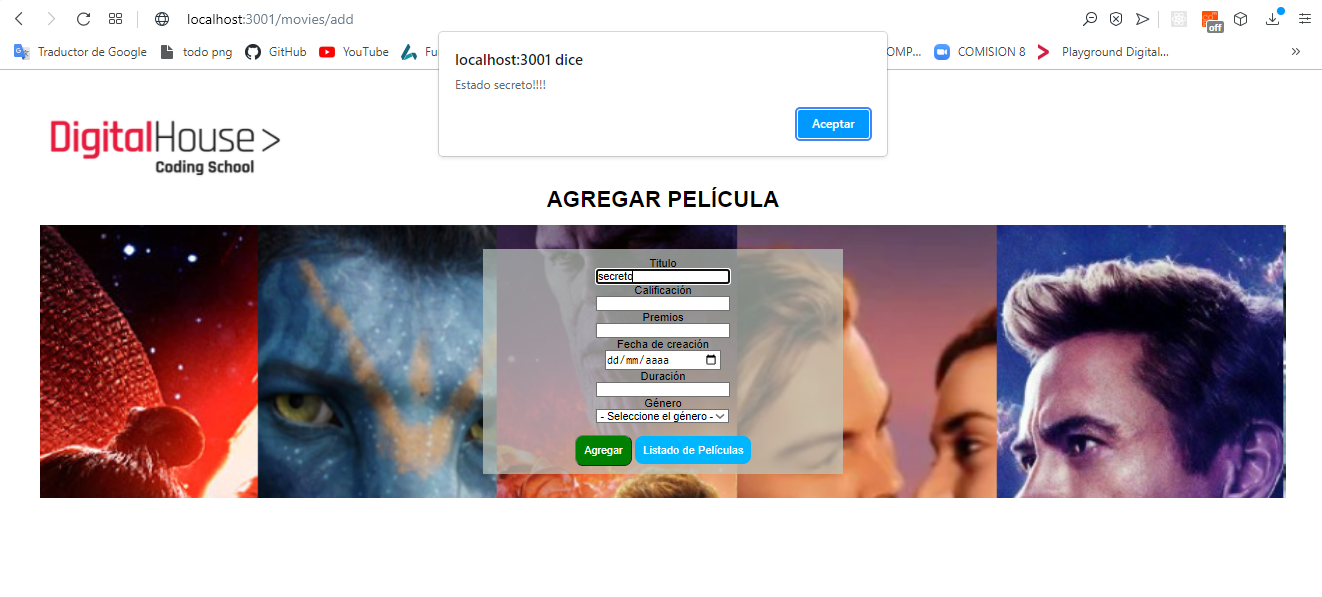 localhost:3001/movies/add
off
Traductor de Google
todo png
GitHub
YouTube
Fu
OMP...
COMISION 8
Playground Digital...
»
localhost:3001 dice
Estado secreto!!!!
Aceptar
DigitalHouse >
Coding School
AGREGAR PELÍCULA
Titulo
secreto
Calificación
Premios
Fecha de creación
dd/mm/aaaa
Duración
Género
- Seleccione el género -
Agregar
Listado de Películas